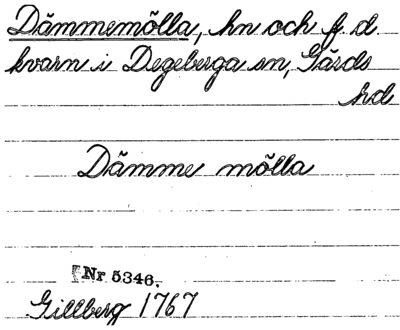 Dämmemölla, hn och f. d.
kvarn i Degeberga sn, Gärds
hd
Dämme mölla
Nr 5346.
Gillberg 1767